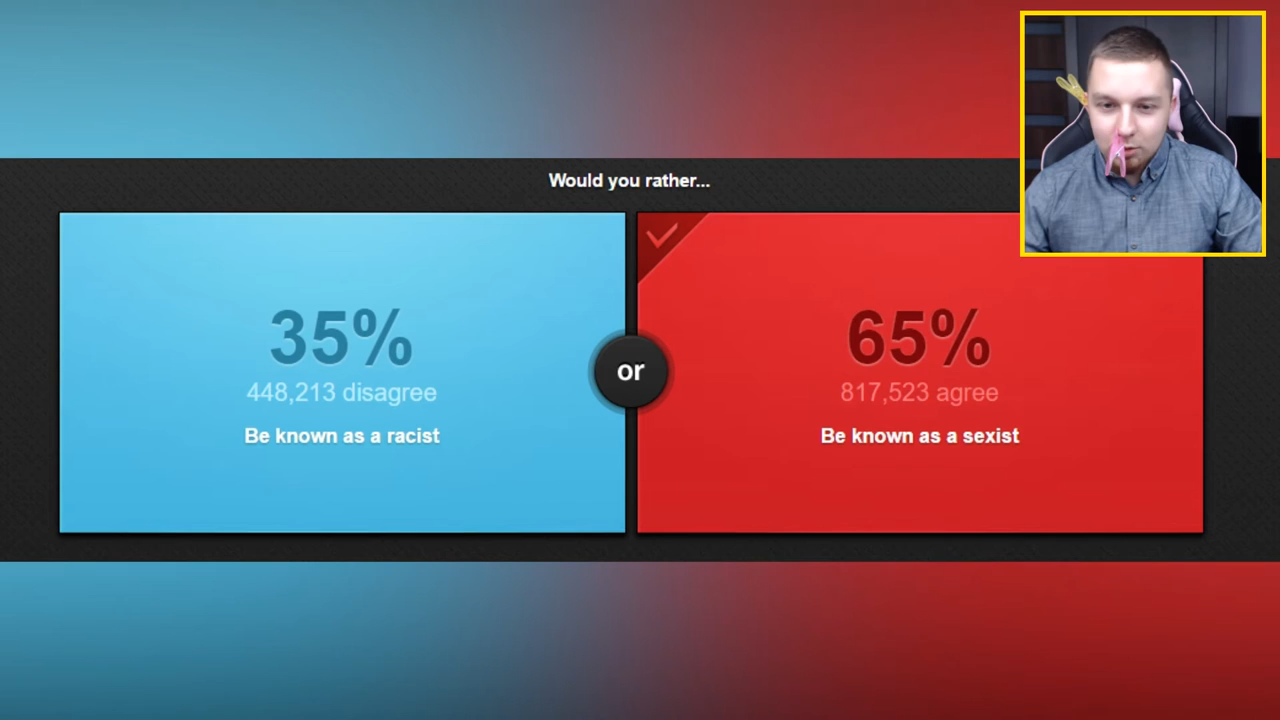 Would you rather...
35%
448,213 disagree
Be known as a racist
or
65%
817,523 agree
Be known as a sexist